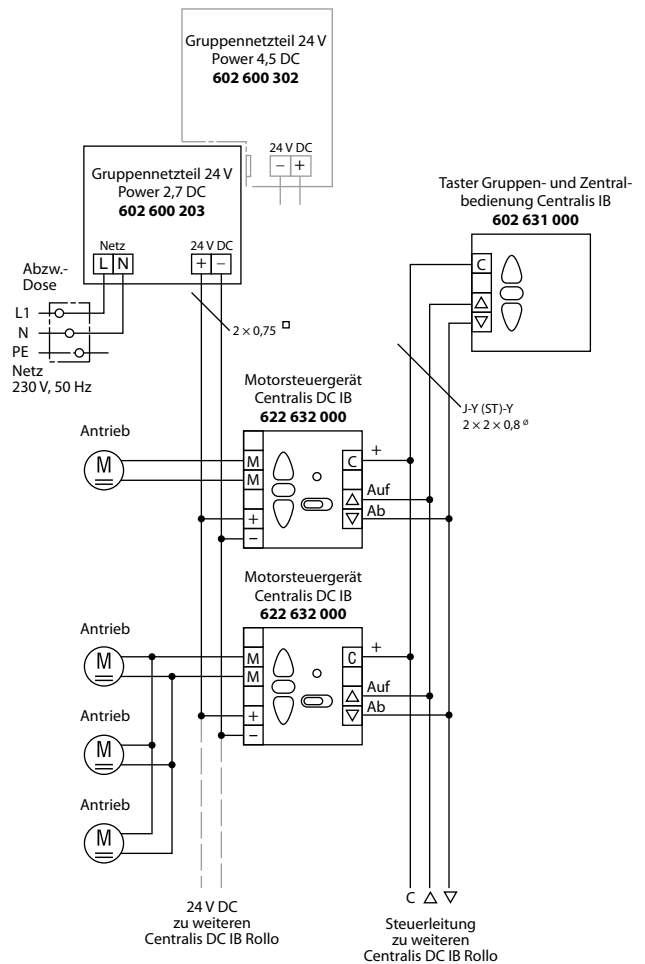 Gruppennetzteil 24 V
Power 4,5 DC
602 600 302
24 V DC
− +
Gruppennetzteil 24 V
Power 2,7 DC
602 600 203
Netz
L N
24 V DC
+ −
Abzw.-
Dose
L1
N
PE
Netz
230 V, 50 Hz
2 × 0,75 □
Taster Gruppen- und Zentral-
bedienung Centralis IB
602 631 000
C
△
▽
J-Y (ST)-Y
2 × 2 × 0,8 ø
Motorsteuergerät
Centralis DC IB
622 632 000
Antrieb
M
M
M
+
−
C
△
▽
+
Auf
Ab
Motorsteuergerät
Centralis DC IB
622 632 000
Antrieb
M
M
M
+
−
C
△
▽
+
Auf
Ab
Antrieb
M
Antrieb
M
24 V DC
zu weiteren
Centralis DC IB Rollo
C △ ▽
Steuerleitung
zu weiteren
Centralis DC IB Rollo